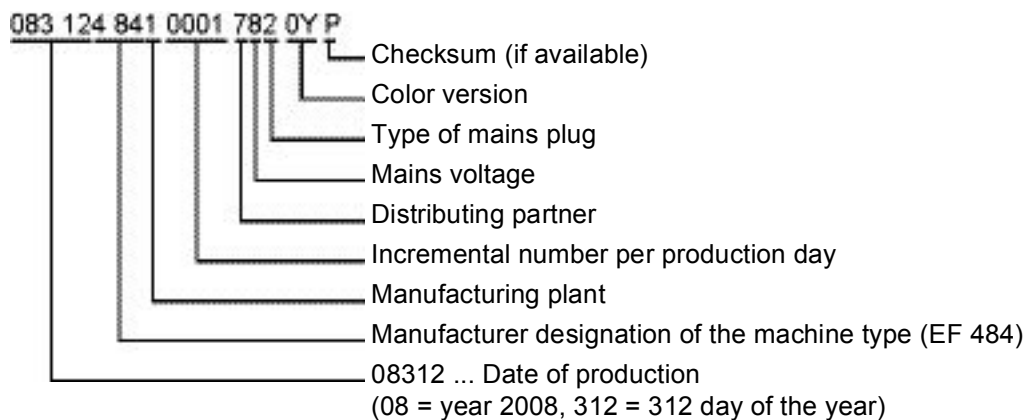 083 124 841 0001 782 0Y P
Checksum (if available)
Color version
Type of mains plug
Mains voltage
Distributing partner
Incremental number per production day
Manufacturing plant
Manufacturer designation of the machine type (EF 484)
08312 ... Date of production
(08 = year 2008, 312 = 312 day of the year)